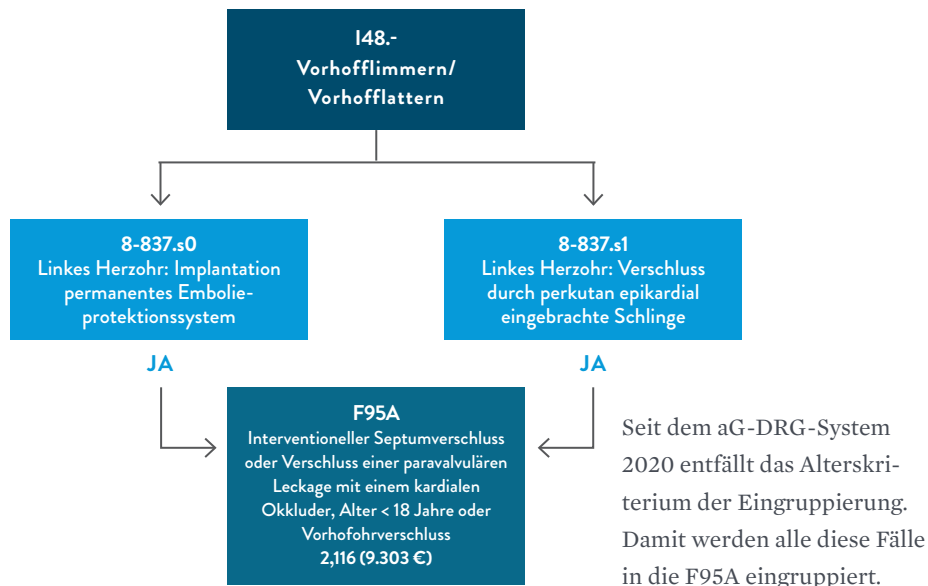 I48.-
Vorhofflimmern/
Vorhofflattern
8-837.s0
Linkes Herzohr: Implantation
permanentes Embolie-
protektionssystem
8-837.s1
Linkes Herzohr: Verschluss
durch perkutan epikardial
eingebrachte Schlinge
JA
JA
F95A
Interventioneller Septumverschluss
oder Verschluss einer paravalvulären
Leckage mit einem kardialen
Okkluder, Alter < 18 Jahre oder
Vorhofohrverschluss
2,116 (9.303 €)
Seit dem aG-DRG-System
2020 entfällt das Alterskri-
terium der Eingruppierung.
Damit werden alle diese Fälle
in die F95A eingruppiert.